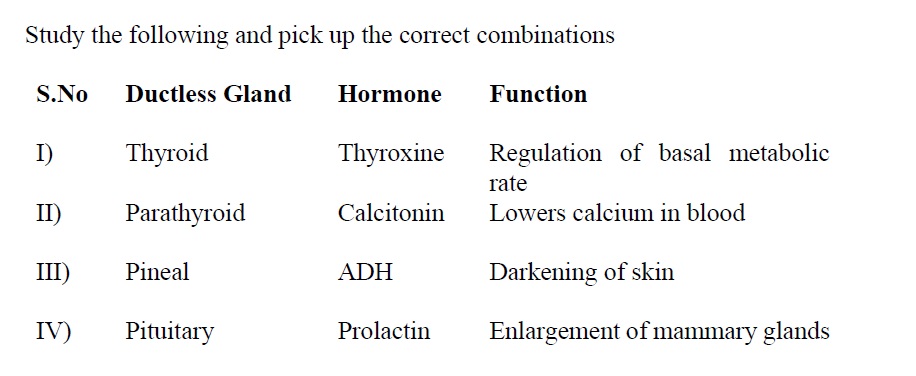 Study the following and pick up the correct combinations
S.No Ductless Gland Hormone Function
I) Thyroid Thyroxine Regulation of basal metabolic
rate
II) Parathyroid Calcitonin Lowers calcium in blood
III) Pineal ADH Darkening of skin
IV) Pituitary Prolactin Enlargement of mammary glands